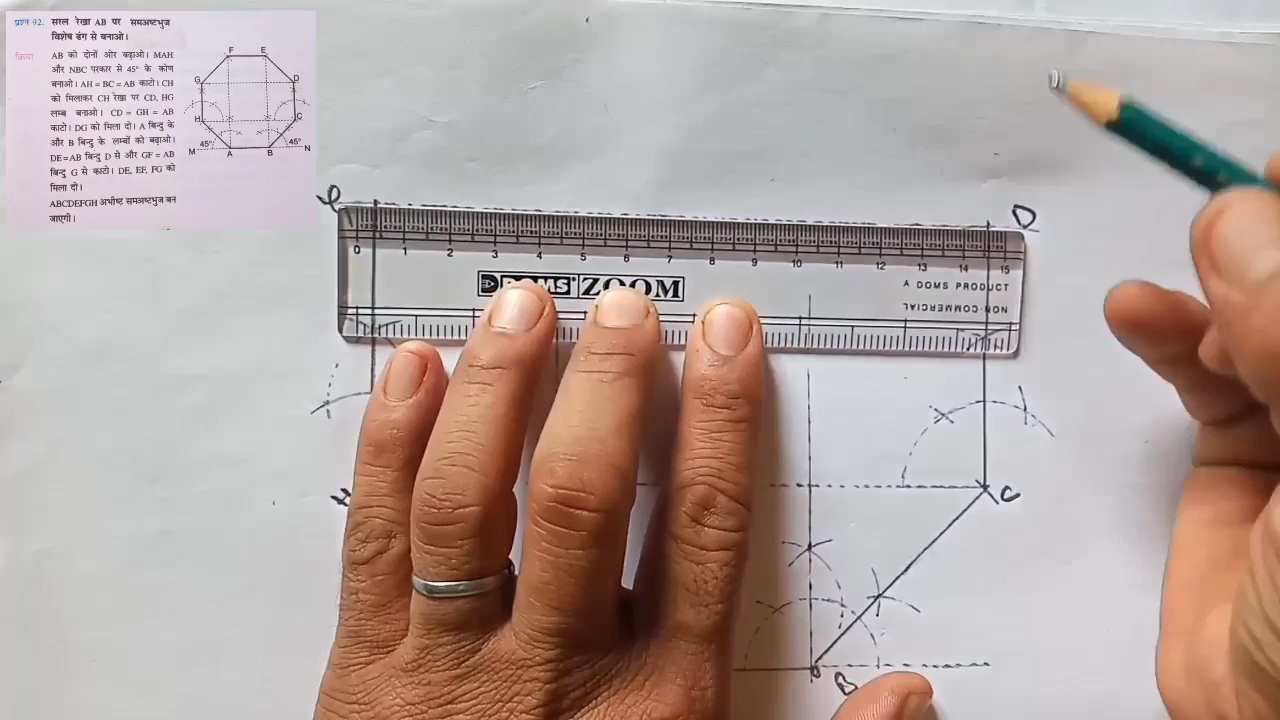 प्रश्न 92. सरल रेखा AB पर समअष्टभुज
विशेष ढंग से बनाओ।
क्रिया AB को दोनों ओर बढ़ाओ। MAH
और NBC परकार से 45° के कोण
बनाओ। AH = BC = AB काटो। CH
को मिलाकर CH रेखा पर CD, HG
लम्ब बनाओ। CD = GH = AB
काटो। DG को मिला दो। A बिन्दु के
और B बिन्दु के लम्बों को बढ़ाओ।
DE=AB बिन्दु D से और GF = AB
बिन्दु G से काटो। DE, EF, FG को
मिला दो।
ABCDEFGH अभीष्ट समअष्टभुज बन
जाएगी।
F E
G D
H C
45° 45°
M A B N
D
0 1 2 3 4 5 6 7 8 9 10 11 12 13 14 15
DOMS ZOOM
A DOMS PRODUCT
NON-COMMERCIAL
H C
B